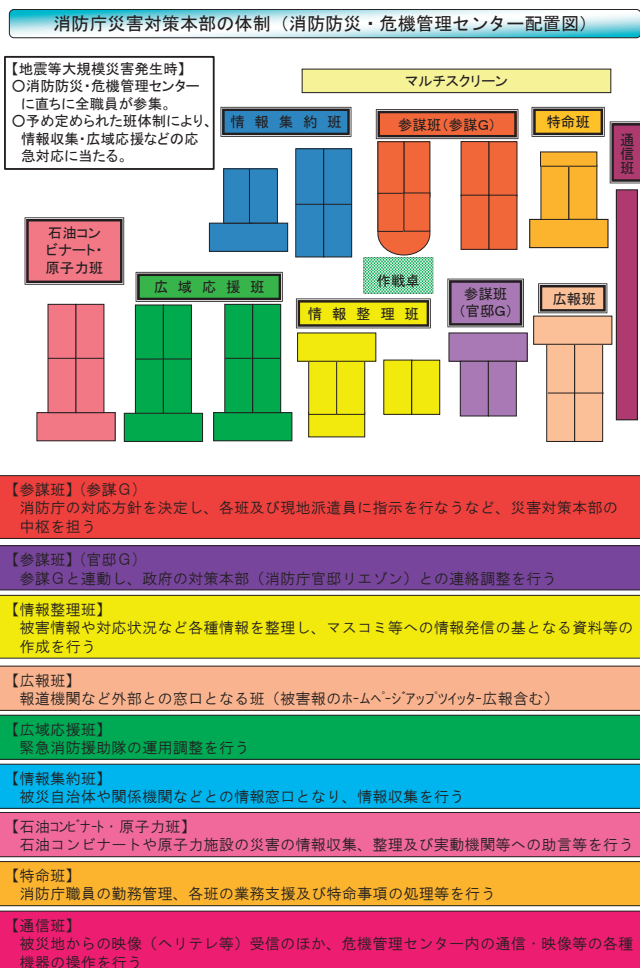 消防庁災害対策本部の体制（消防防災・危機管理センター配置図）
【地震等大規模災害発生時】
○消防防災・危機管理センター
に直ちに全職員が参集。
○予め定められた班体制により、
情報収集・広域応援などの応
急対応に当たる。
マルチスクリーン
情報集約班
参謀班(参謀G)
特命班
通信班
石油コン
ビナート・
原子力班
広域応援班
作戦卓
情報整理班
参謀班
(官邸G)
広報班
【参謀班】(参謀G)
消防庁の対応方針を決定し、各班及び現地派遣員に指示を行なうなど、災害対策本部の
中枢を担う
【参謀班】(官邸G)
参謀Gと連動し、政府の対策本部（消防庁官邸リエゾン）との連絡調整を行う
【情報整理班】
被害情報や対応状況など各種情報を整理し、マスコミ等への情報発信の基となる資料等の
作成を行う
【広報班】
報道機関など外部との窓口となる班（被害報のﾎｰﾑﾍﾟｰｼﾞｱｯﾌﾟﾂｲｯﾀｰ広報含む）
【広域応援班】
緊急消防援助隊の運用調整を行う
【情報集約班】
被災自治体や関係機関などとの情報窓口となり、情報収集を行う
【石油ｺﾝﾋﾞﾅｰﾄ・原子力班】
石油コンビナートや原子力施設の災害の情報収集、整理及び実動機関等への助言等を行う
【特命班】
消防庁職員の勤務管理、各班の業務支援及び特命事項の処理等を行う
【通信班】
被災地からの映像（ヘリテレ等）受信のほか、危機管理センター内の通信・映像等の各種
機器の操作を行う